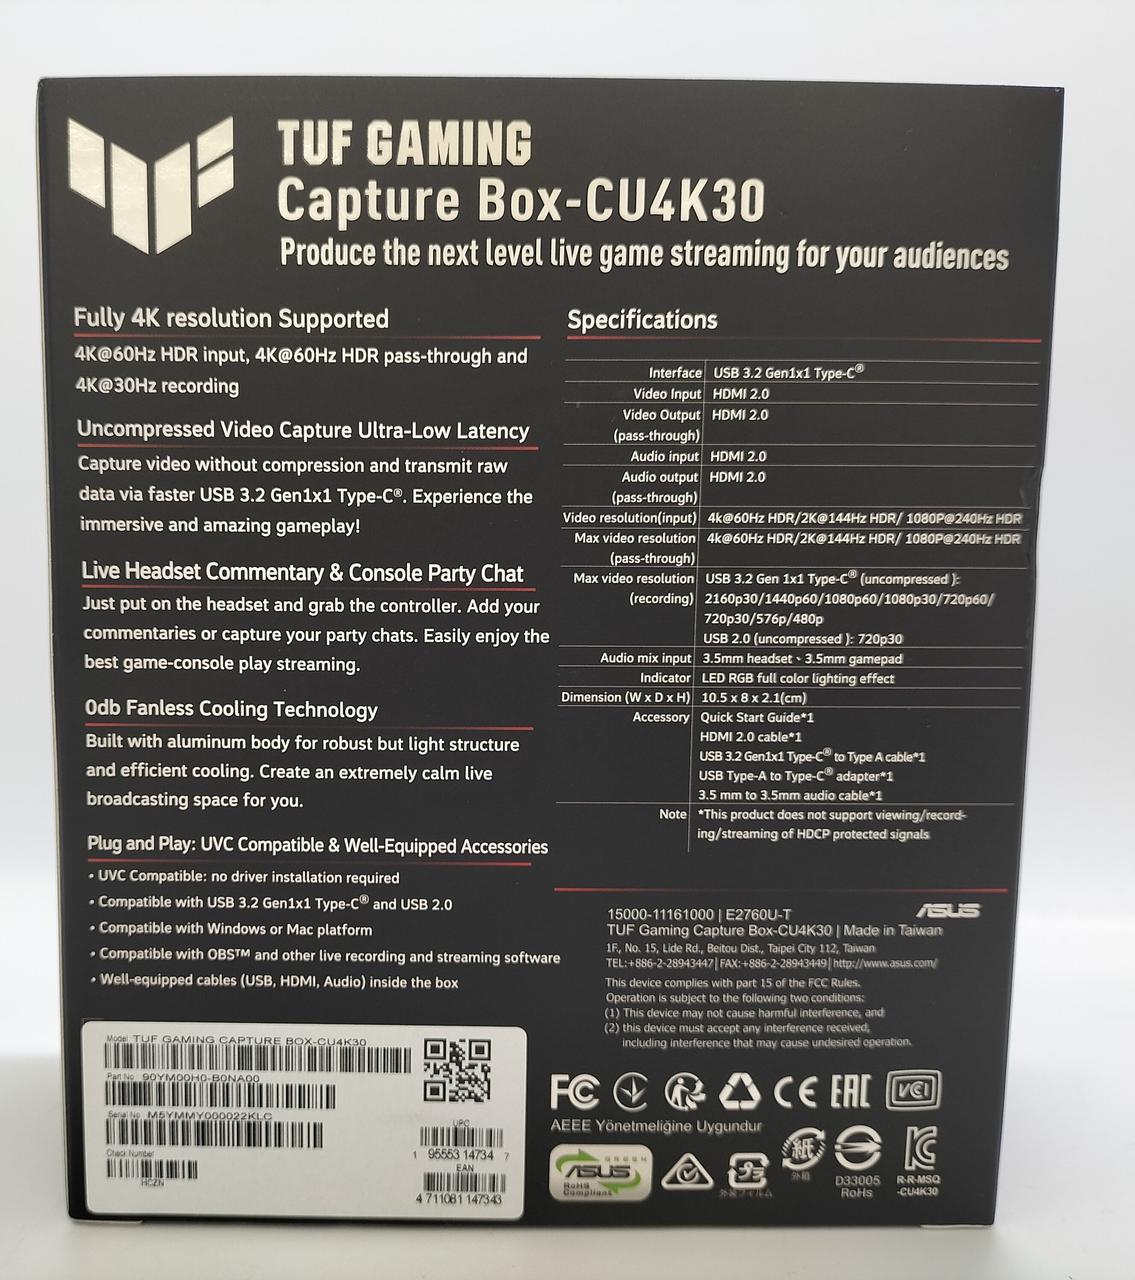 TUF GAMING
Capture Box-CU4K30
Produce the next level live game streaming for your audiences
Fully 4K resolution Supported
4K@60Hz HDR input, 4K@60Hz HDR pass-through and
4K@30Hz recording
Uncompressed Video Capture Ultra-Low Latency
Capture video without compression and transmit raw
data via faster USB 3.2 Gen1x1 Type-C®. Experience the
immersive and amazing gameplay!
Live Headset Commentary & Console Party Chat
Just put on the headset and grab the controller. Add your
commentaries or capture your party chats. Easily enjoy the
best game-console play streaming.
0db Fanless Cooling Technology
Built with aluminum body for robust but light structure
and efficient cooling. Create an extremely calm live
broadcasting space for you.
Plug and Play: UVC Compatible & Well-Equipped Accessories
• UVC Compatible: no driver installation required
• Compatible with USB 3.2 Gen1x1 Type-C® and USB 2.0
• Compatible with Windows or Mac platform
• Compatible with OBS™ and other live recording and streaming software
• Well-equipped cables (USB, HDMI, Audio) inside the box
Specifications
Interface USB 3.2 Gen1x1 Type-C®
Video Input HDMI 2.0
Video Output HDMI 2.0
(pass-through)
Audio input HDMI 2.0
Audio output HDMI 2.0
(pass-through)
Video resolution(input) 4k@60Hz HDR/2K@144Hz HDR/ 1080P@240Hz HDR
Max video resolution 4k@60Hz HDR/2K@144Hz HDR/ 1080P@240Hz HDR
(pass-through)
Max video resolution USB 3.2 Gen 1x1 Type-C® (uncompressed ):
(recording) 2160p30/1440p60/1080p60/1080p30/720p60/
720p30/576p/480p
USB 2.0 (uncompressed ): 720p30
Audio mix input 3.5mm headset、3.5mm gamepad
Indicator LED RGB full color lighting effect
Dimension (W x D x H) 10.5 x 8 x 2.1(cm)
Accessory Quick Start Guide*1
HDMI 2.0 cable*1
USB 3.2 Gen1x1 Type-C® to Type A cable*1
USB Type-A to Type-C® adapter*1
3.5 mm to 3.5mm audio cable*1
Note *This product does not support viewing/record-
ing/streaming of HDCP protected signals
15000-11161000 | E2760U-T ASUS
TUF Gaming Capture Box-CU4K30 | Made in Taiwan
1F., No. 15, Lide Rd., Beitou Dist., Taipei City 112, Taiwan
TEL:+886-2-28943447 | FAX:+886-2-28943449 | http://www.asus.com/
This device complies with part 15 of the FCC Rules.
Operation is subject to the following two conditions:
(1) This device may not cause harmful interference, and
(2) this device must accept any interference received,
including interference that may cause undesired operation.
FC CE EAC VCCI
AEEE Yönetmeliğine Uygundur
GREEN
ASUS
RoHS
Compliant
プラ
外装フィルム
紙
外箱
D33005
RoHs
R-R-MSQ
-CU4K30
Model TUF GAMING CAPTURE BOX-CU4K30
Part No 90YM00H0-B0NA00
Serial No M5YMMY000022KLC
Check Number
HCZN
UPC
1 95553 14734 7
EAN
4 711081 147343